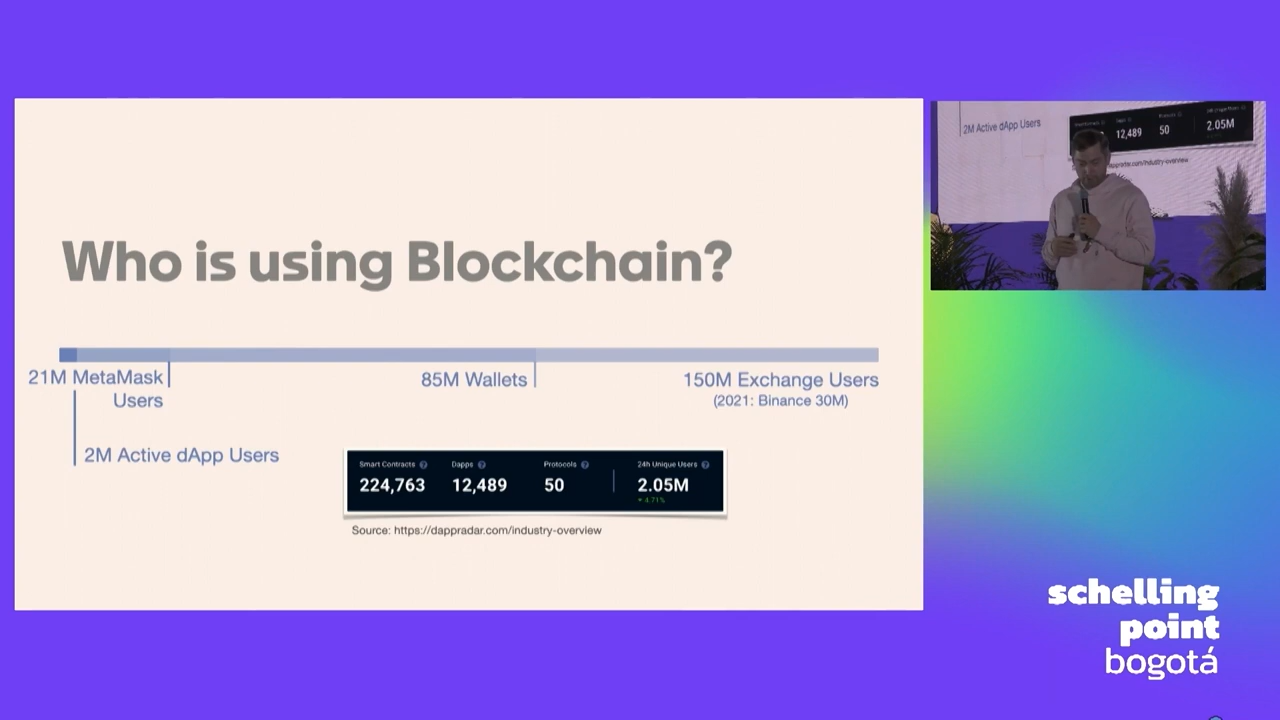 Who is using Blockchain?
21M MetaMask
Users
85M Wallets
150M Exchange Users
(2021: Binance 30M)
2M Active dApp Users
Smart Contracts
Dapps
Protocols
24h Unique Users
224,763
12,489
50
2.05M
4.71%
Source: https://dappradar.com/industry-overview
2M Active dApp Users
12,489
50
2.05M
schelling
point
bogotá